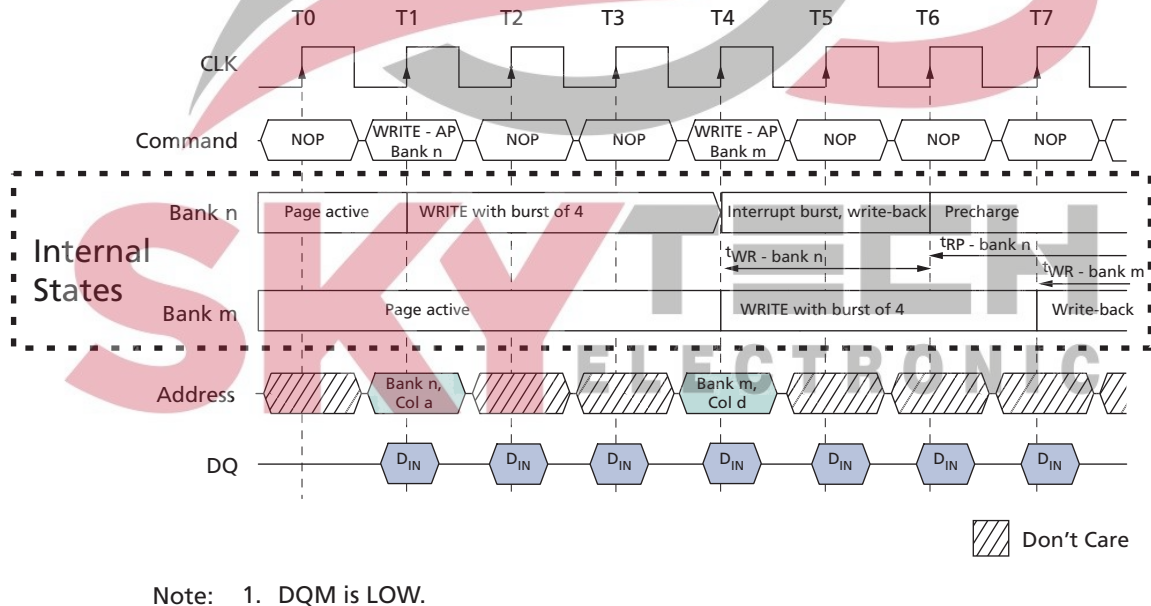 T0 T1 T2 T3 T4 T5 T6 T7
CLK
Command NOP WRITE - AP Bank n NOP NOP WRITE - AP Bank m NOP NOP NOP
Bank n Page active WRITE with burst of 4 Interrupt burst, write-back Precharge
Internal States
tWR - bank n tRP - bank n
tWR - bank m
Bank m Page active WRITE with burst of 4 Write-back
SKYTECH
ELECTRONIC
Address Bank n, Col a Bank m, Col d
DQ DIN DIN DIN DIN DIN DIN DIN
Don't Care
Note: 1. DQM is LOW.